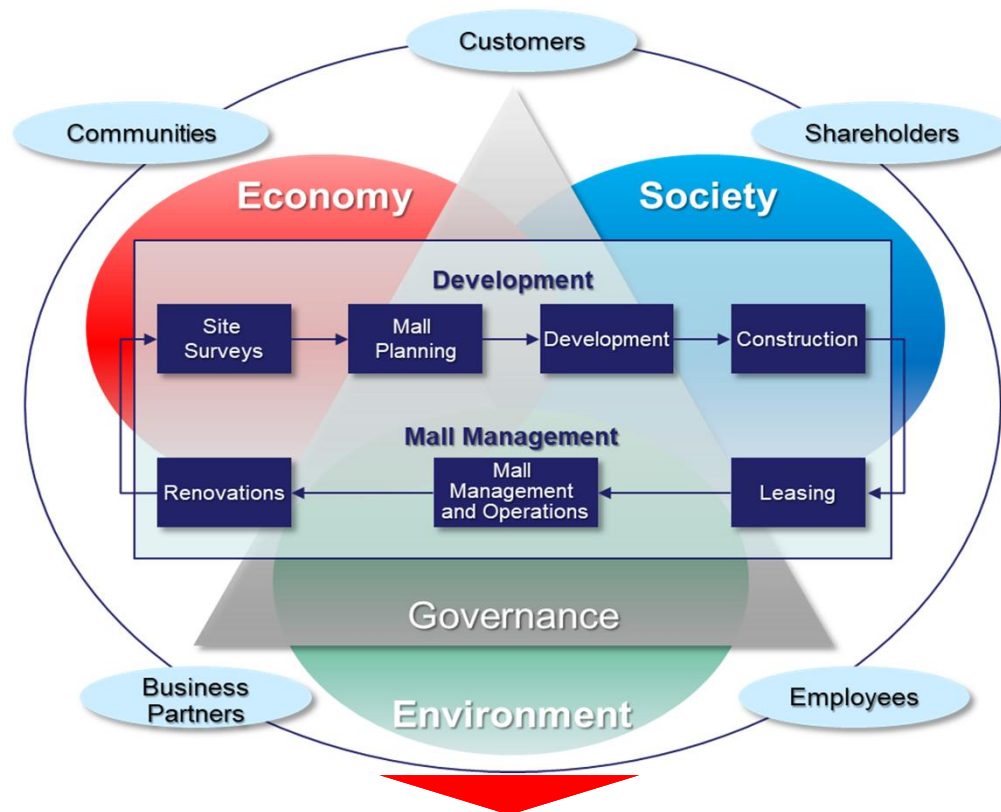 Customers
Communities
Shareholders
Economy
Society
Development
Site
Surveys
Mall
Planning
Development
Construction
Mall Management
Renovations
Mall
Management
and Operations
Leasing
Governance
Business
Partners
Employees
Environment